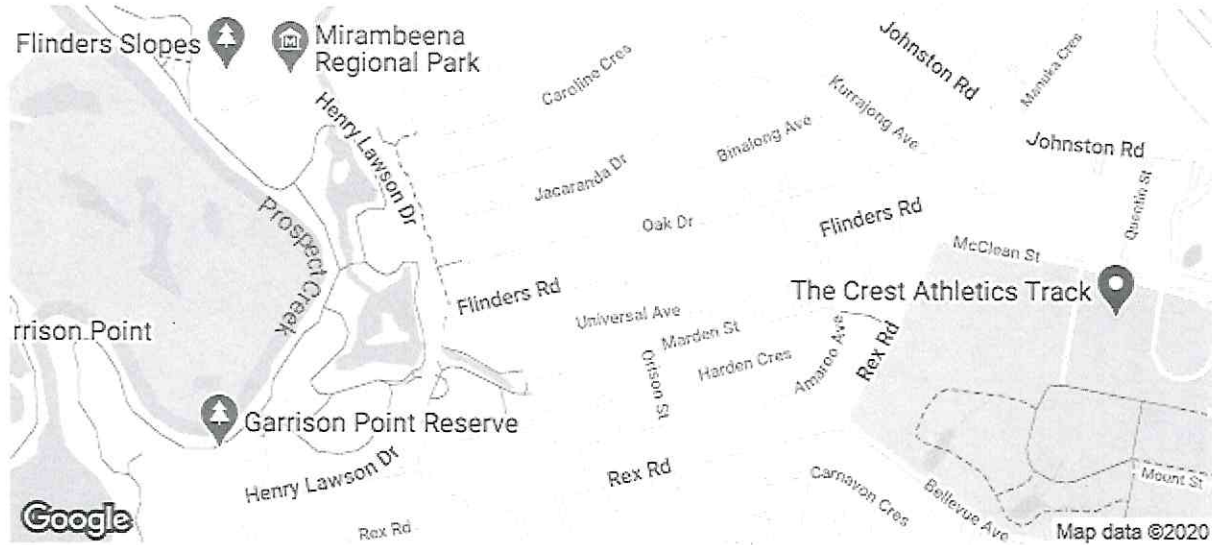 Flinders Slopes
Mirambeena
Regional Park
Johnston Rd
Manuka Cres
Caroline Cres
Kurrajong Ave
Henry Lawson Dr
Binalong Ave
Johnston Rd
Jacaranda Dr
Quentin St
Oak Dr
Flinders Rd
Prospect Creek
McClean St
Flinders Rd
The Crest Athletics Track
rrison Point
Universal Ave
Marden St
Harden Cres
Amaroo Ave
Rex Rd
Orison St
Garrison Point Reserve
Henry Lawson Dr
Rex Rd
Carnavon Cres
Bellevue Ave
Mount St
Google
Rex Rd
Map data ©2020